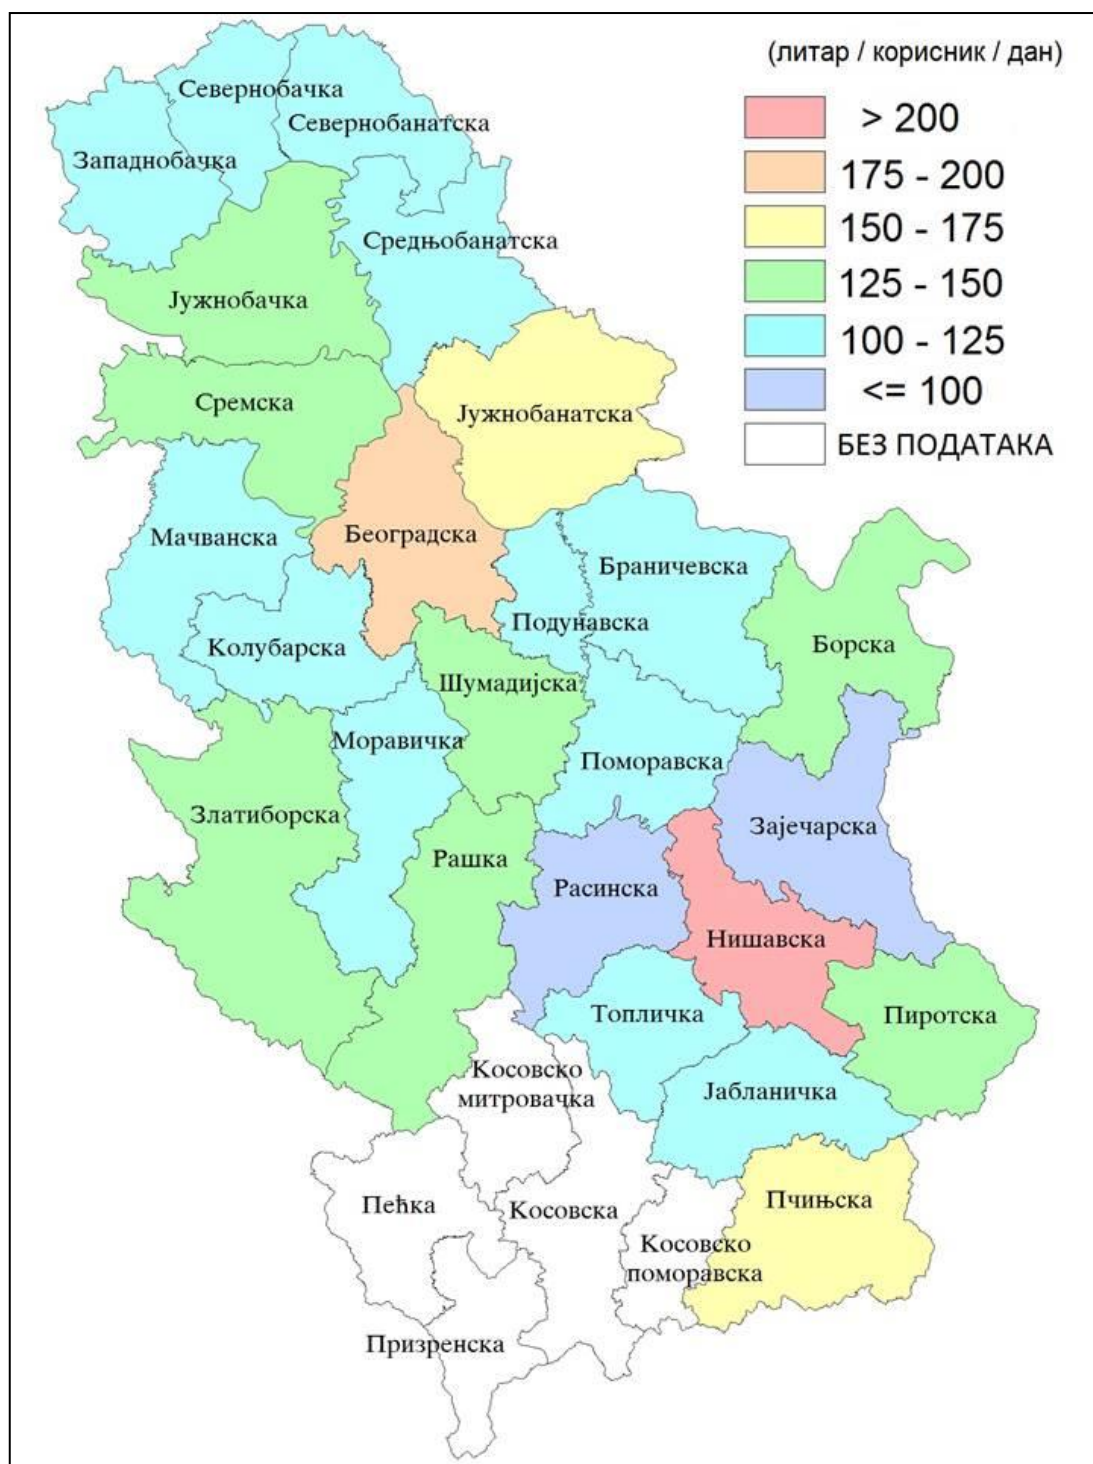 (литар / корисник / дан)
> 200
175 - 200
150 - 175
125 - 150
100 - 125
<= 100
БЕЗ ПОДАТАКА
Севернобачка
Севернобанатска
Западнобачка
Средњобанатска
Јужнобачка
Сремска
Јужнобанатска
Мачванска
Београдска
Браничевска
Подунавска
Колубарска
Борска
Шумадијска
Моравичка
Поморавска
Златиборска
Зајечарска
Рашка
Расинска
Нишавска
Топличка
Пиротска
Косовско
митровачка
Јабланичка
Пећка
Косовска
Пчињска
Косовско
поморавска
Призренска